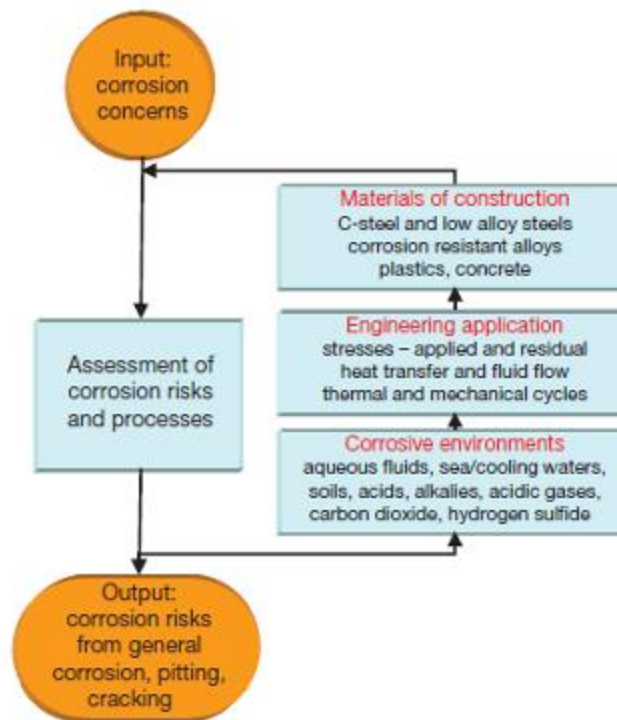 Input:
corrosion
concerns
Materials of construction
C-steel and low alloy steels
corrosion resistant alloys
plastics, concrete
Engineering application
stresses – applied and residual
heat transfer and fluid flow
thermal and mechanical cycles
Assessment of
corrosion risks
and processes
Corrosive environments
aqueous fluids, sea/cooling waters,
soils, acids, alkalies, acidic gases,
carbon dioxide, hydrogen sulfide
Output:
corrosion risks
from general
corrosion, pitting,
cracking